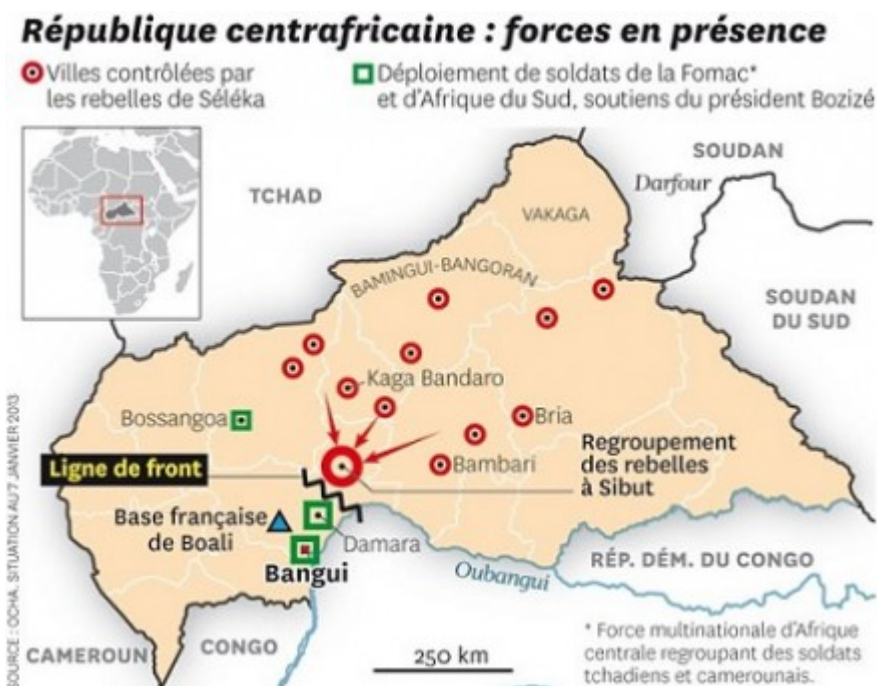 République centrafricaine : forces en présence
Villes contrôlées par
les rebelles de Séléka
Déploiement de soldats de la Fomac*
et d'Afrique du Sud, soutiens du président Bozizé
TCHAD
SOUDAN
Darfour
VAKAGA
BAMINGUI-BANGORAN
SOUDAN
DU SUD
Kaga Bandaro
Bossangoa
Bria
Bambari
Regroupement
des rebelles
à Sibut
Ligne de front
Base française
de Boali
Damara
Bangui
Oubangui
RÉP. DÉM. DU CONGO
CAMEROUN
CONGO
250 km
* Force multinationale d'Afrique
centrale regroupant des soldats
tchadiens et camerounais.
SOURCE : OCHA, SITUATION AU 7 JANVIER 2013